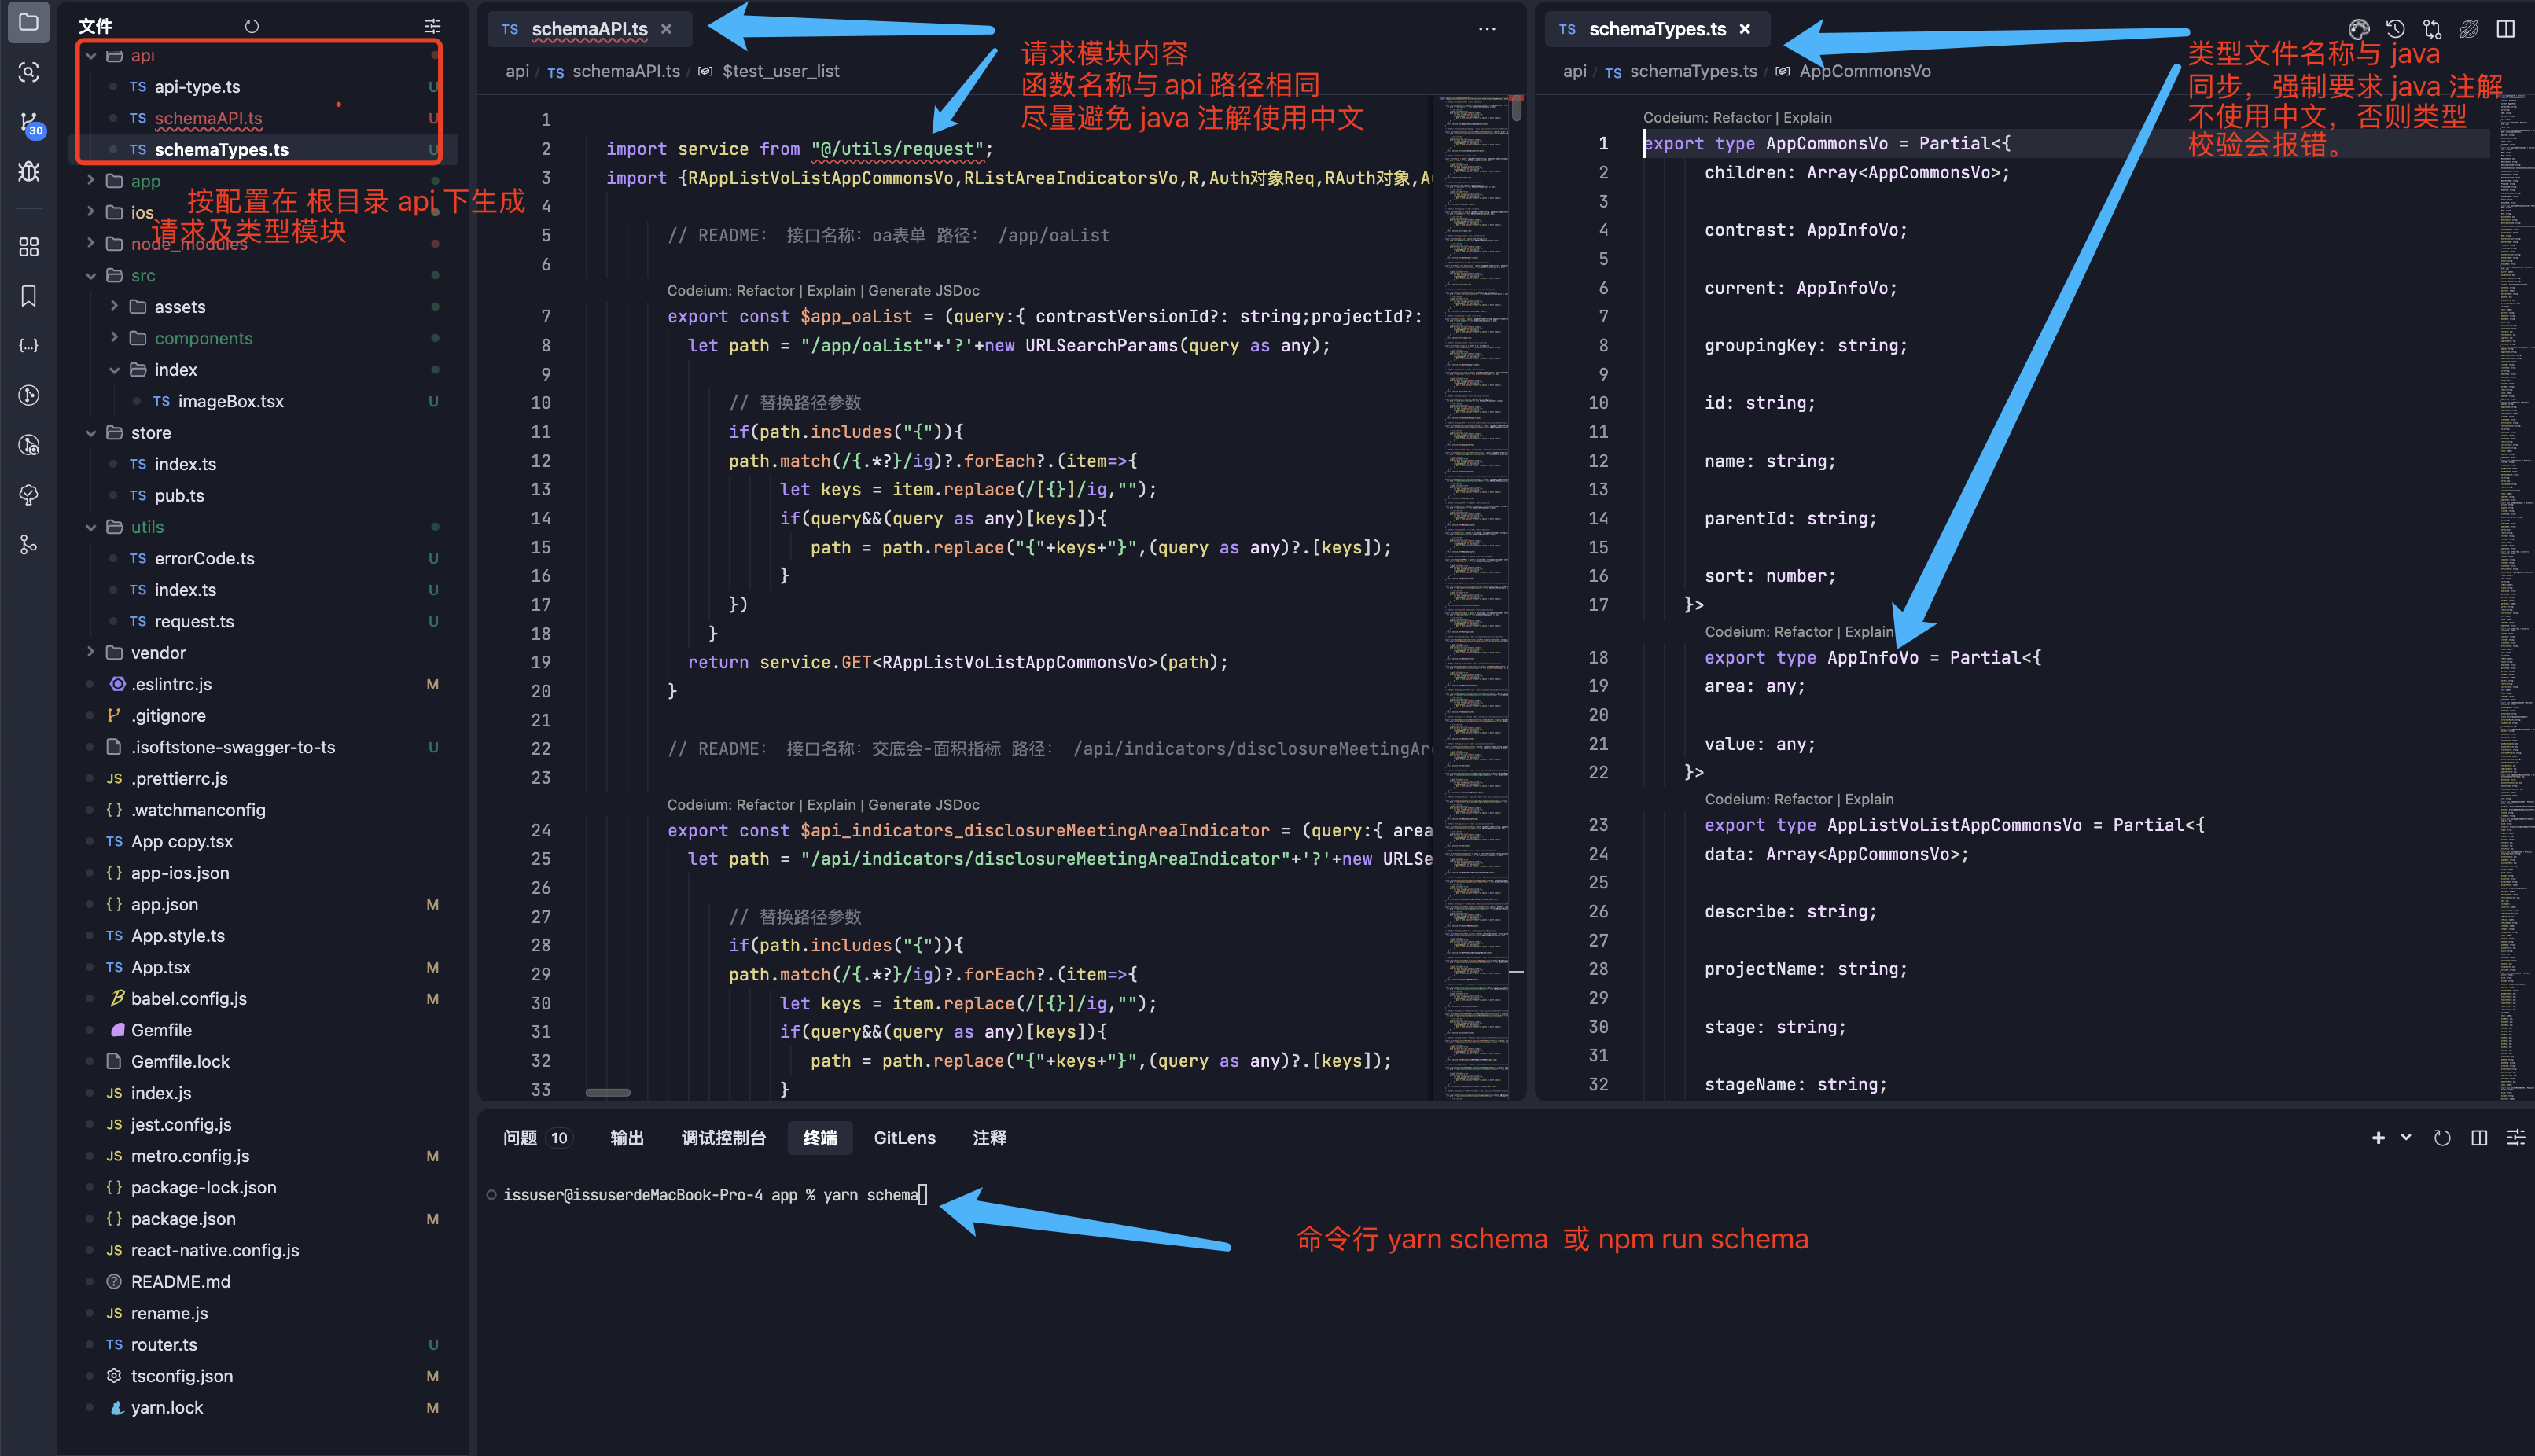 文件
api
TS api-type.ts U
TS schemaAPI.ts U
TS schemaTypes.ts U
app
按配置在 根目录 api 下生成
请求及类型模块
ios
node_modules
src
assets
components
index
TS imageBox.tsx U
store
TS index.ts
TS pub.ts
utils
TS errorCode.ts U
TS index.ts U
TS request.ts U
vendor
.eslintrc.js M
.gitignore
.isoftstone-swagger-to-ts U
JS .prettierrc.js
{} .watchmanconfig
TS App copy.tsx
{} app-ios.json
{} app.json M
TS App.style.ts
TS App.tsx M
babel.config.js M
Gemfile
Gemfile.lock
JS index.js
JS jest.config.js
JS metro.config.js M
{} package-lock.json
{} package.json M
JS react-native.config.js
README.md
JS rename.js
TS router.ts U
tsconfig.json M
yarn.lock M
30
TS schemaAPI.ts ×
api / TS schemaAPI.ts / $test_user_list
请求模块内容
函数名称与 api 路径相同
尽量避免 java 注解使用中文
1
2 import service from "@/utils/request";
3 import {RAppListVoListAppCommonsVo,RListAreaIndicatorsVo,R,Auth对象Req,RAuth对象,A
4
5 // README： 接口名称：oa表单 路径： /app/oaList
6
Codeium: Refactor | Explain | Generate JSDoc
7 export const $app_oaList = (query:{ contrastVersionId?: string;projectId?:
8 let path = "/app/oaList"+'?'+new URLSearchParams(query as any);
9
10 // 替换路径参数
11 if(path.includes("{")){
12 path.match(/{.*?}/ig)?.forEach?.(item=>{
13 let keys = item.replace(/[{}]/ig,"");
14 if(query&&(query as any)[keys]){
15 path = path.replace("{"+keys+"}",(query as any)?.[keys]);
16 }
17 })
18 }
19 return service.GET<RAppListVoListAppCommonsVo>(path);
20 }
21
22 // README： 接口名称：交底会-面积指标 路径： /api/indicators/disclosureMeetingAre
23
Codeium: Refactor | Explain | Generate JSDoc
24 export const $api_indicators_disclosureMeetingAreaIndicator = (query:{ area
25 let path = "/api/indicators/disclosureMeetingAreaIndicator"+'?'+new URLSe
26
27 // 替换路径参数
28 if(path.includes("{")){
29 path.match(/{.*?}/ig)?.forEach?.(item=>{
30 let keys = item.replace(/[{}]/ig,"");
31 if(query&&(query as any)[keys]){
32 path = path.replace("{"+keys+"}",(query as any)?.[keys]);
33 }
TS schemaTypes.ts ×
api / TS schemaTypes.ts / AppCommonsVo
类型文件名称与 java
同步，强制要求 java 注解
不使用中文，否则类型
校验会报错。
Codeium: Refactor | Explain
1 export type AppCommonsVo = Partial<{
2 children: Array<AppCommonsVo>;
3
4 contrast: AppInfoVo;
5
6 current: AppInfoVo;
7
8 groupingKey: string;
9
10 id: string;
11
12 name: string;
13
14 parentId: string;
15
16 sort: number;
17 }>
Codeium: Refactor | Explain
18 export type AppInfoVo = Partial<{
19 area: any;
20
21 value: any;
22 }>
Codeium: Refactor | Explain
23 export type AppListVoListAppCommonsVo = Partial<{
24 data: Array<AppCommonsVo>;
25
26 describe: string;
27
28 projectName: string;
29
30 stage: string;
31
32 stageName: string;
问题 10 输出 调试控制台 终端 GitLens 注释
issuser@issuserdeMacBook-Pro-4 app % yarn schema
命令行 yarn schema 或 npm run schema